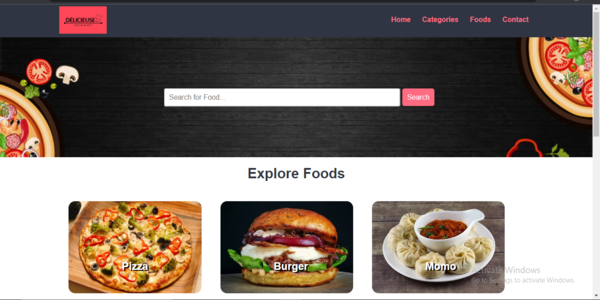 DELICIEUSE
Home Categories Foods Contact
Search for Food... Search
Explore Foods
Pizza Burger Momo
Activate Windows
Go to Settings to activate Windows.